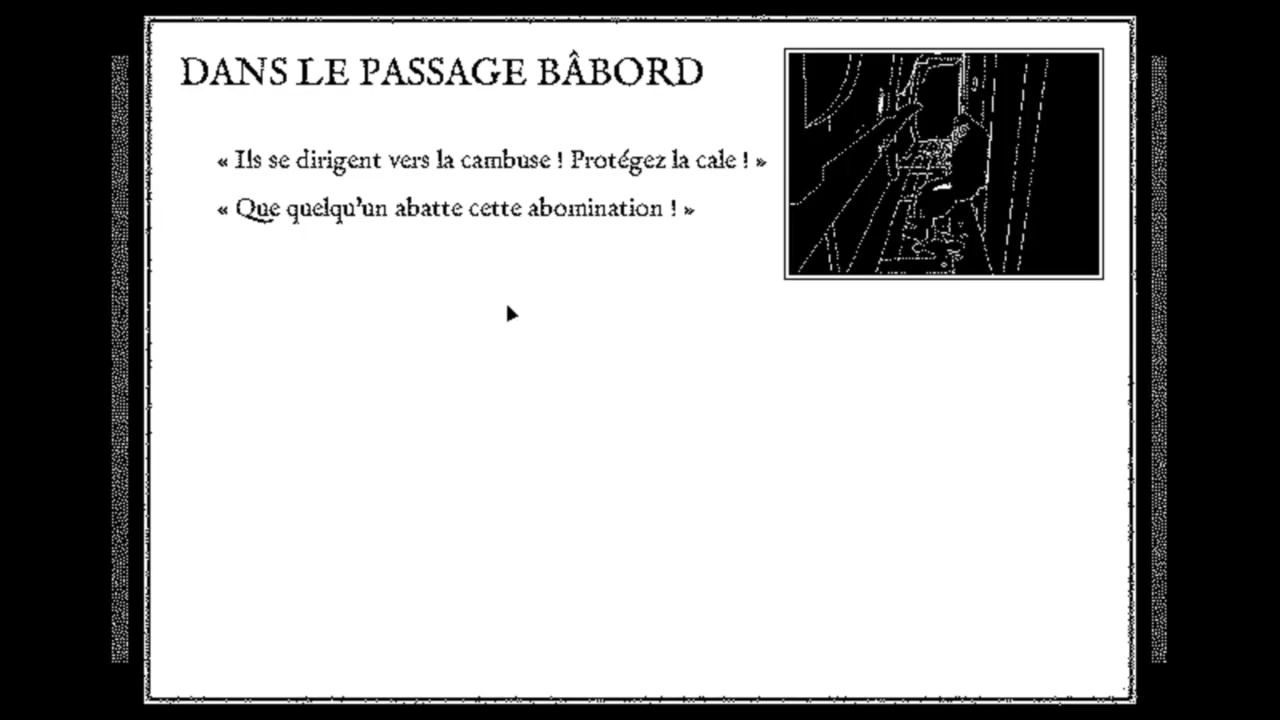 DANS LE PASSAGE BÂBORD
« Ils se dirigent vers la cambuse ! Protégez la cale ! »
« Que quelqu'un abatte cette abomination ! »